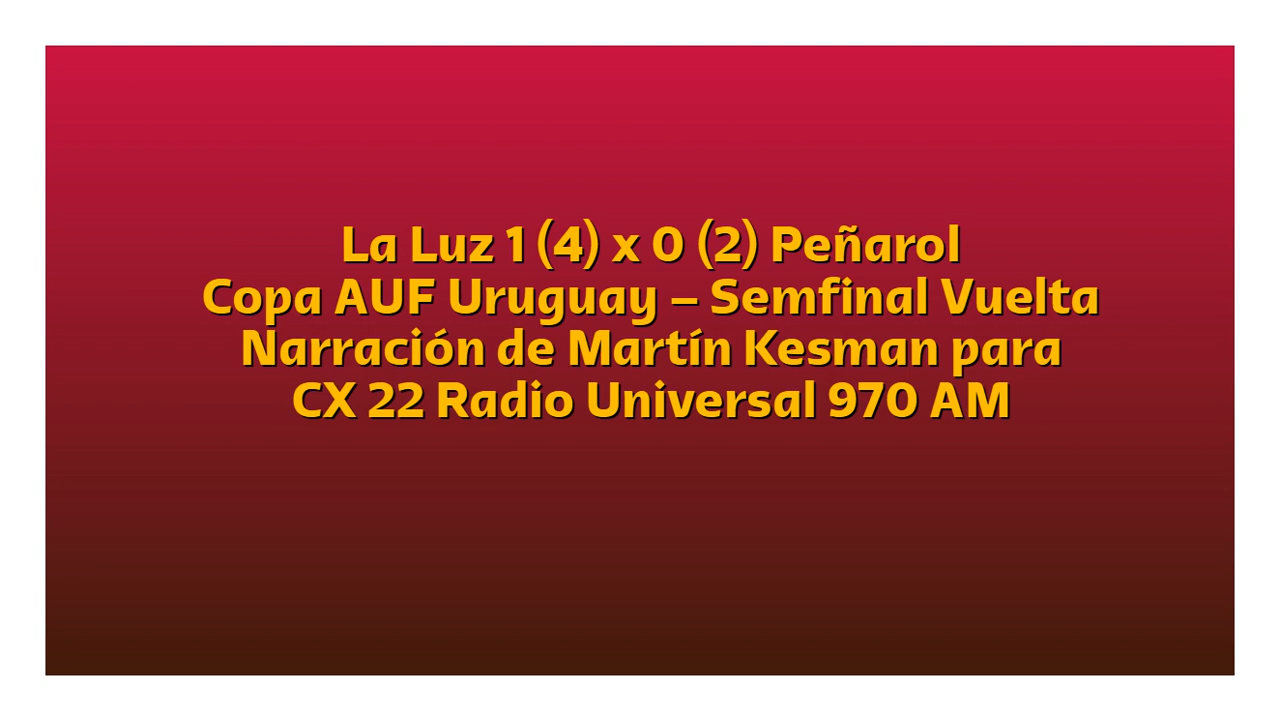 La Luz 1 (4) x 0 (2) Peñarol
Copa AUF Uruguay – Semfinal Vuelta
Narración de Martín Kesman para
CX 22 Radio Universal 970 AM